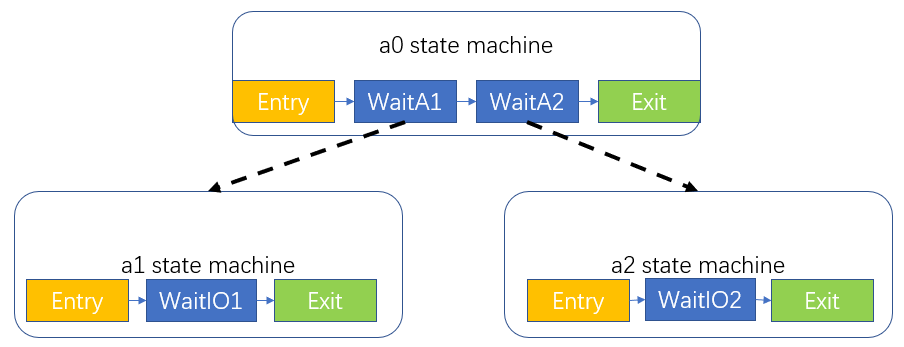 a0 state machine
Entry
WaitA1
WaitA2
Exit
a1 state machine
Entry
WaitIO1
Exit
a2 state machine
Entry
WaitIO2
Exit